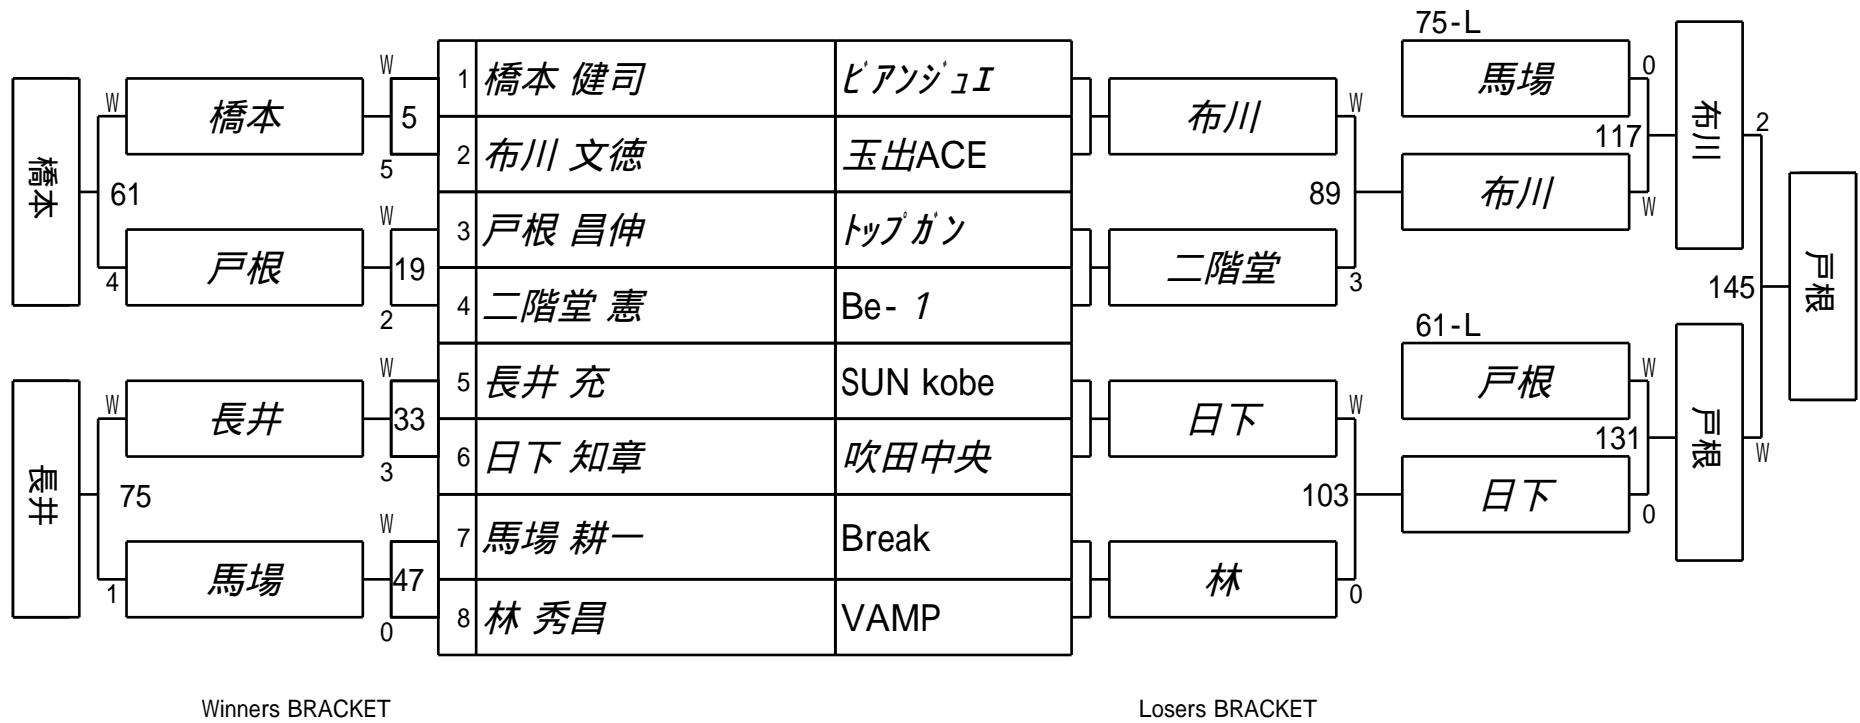 75-L
W 1 橋本 健司 ﾋﾞｱﾝｼﾞｭｴ 馬場 0
W 橋本 5 布川 W 布川 2
5 2 布川 文徳 玉出ACE 117
橋本 61 89 布川 W
W 3 戸根 昌伸 ﾄｯﾌﾟｶﾞﾝ
4 戸根 19 二階堂 3 145 戸根
2 4 二階堂 憲 Be- 1
61-L
W 5 長井 充 SUN kobe 戸根 W
W 長井 33 日下 W 戸根 W
3 6 日下 知章 吹田中央 131
長井 75 103 日下 0
W 7 馬場 耕一 Break
1 馬場 47 林 0
0 8 林 秀昌 VAMP
Winners BRACKET Losers BRACKET